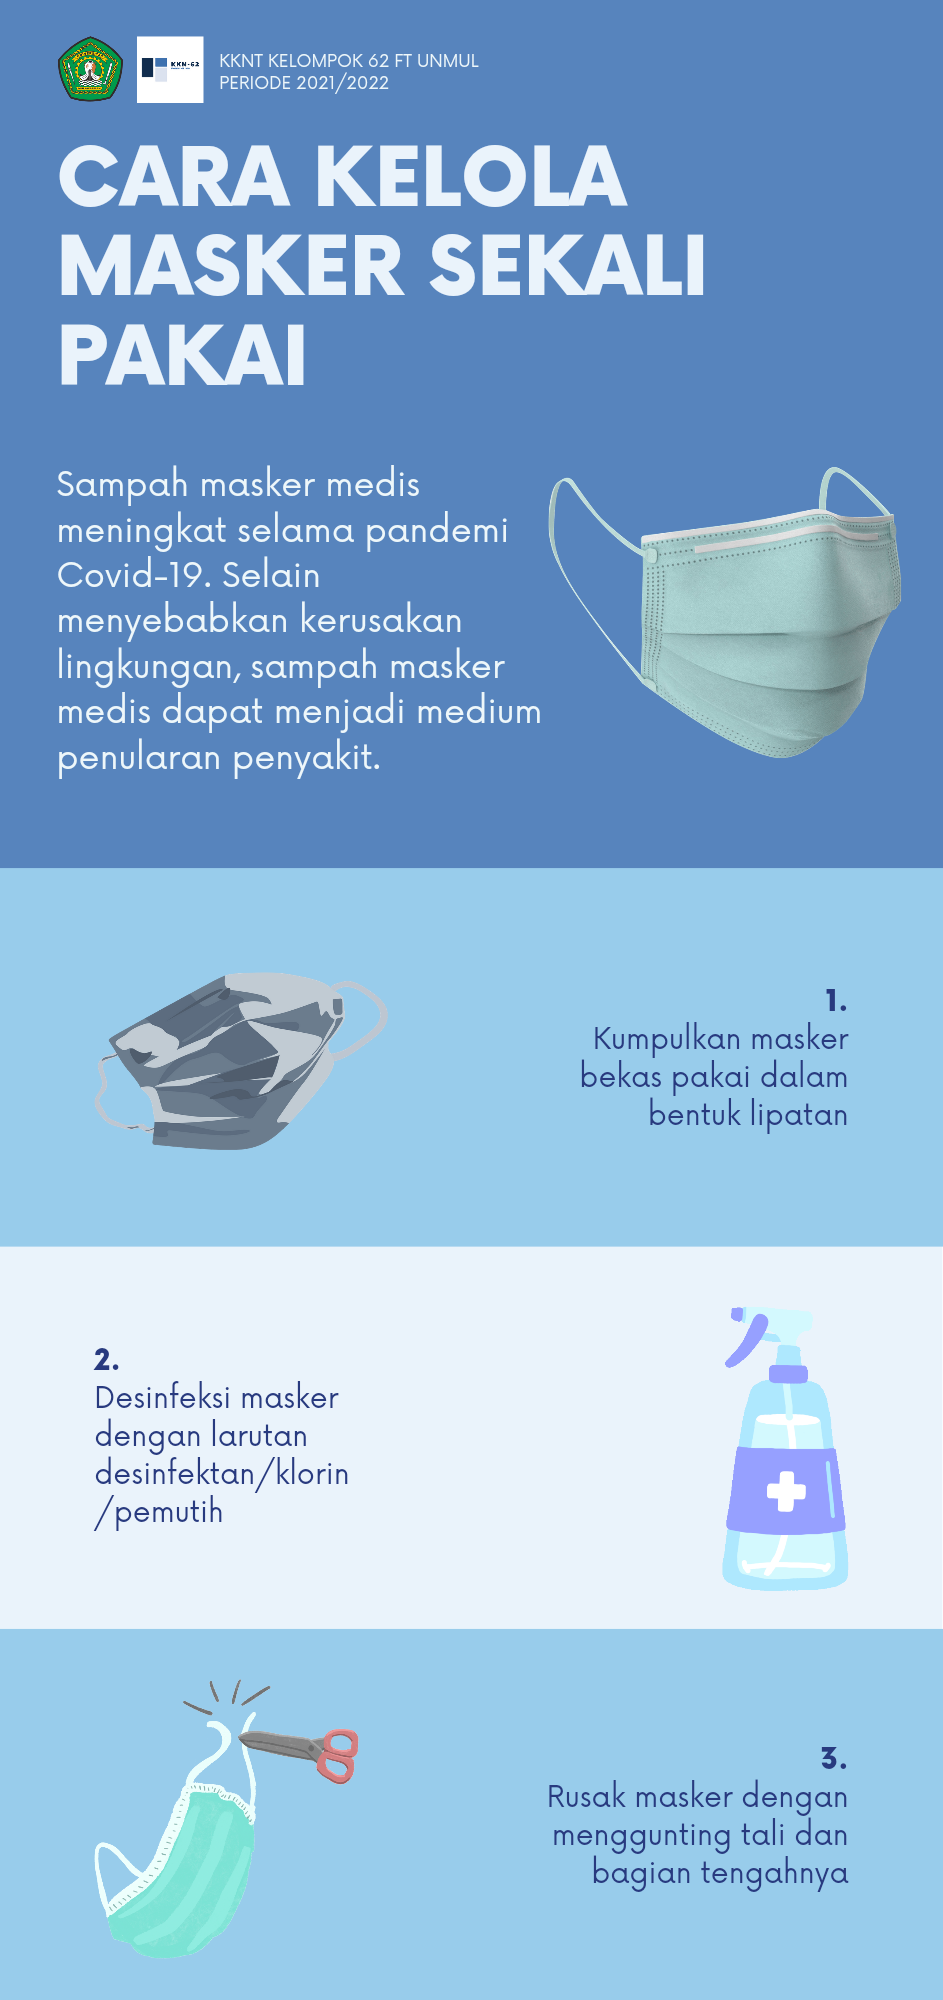 KKN-62
KKNT KELOMPOK 62 FT UNMUL
PERIODE 2021/2022
CARA KELOLA
MASKER SEKALI
PAKAI
Sampah masker medis
meningkat selama pandemi
Covid-19. Selain
menyebabkan kerusakan
lingkungan, sampah masker
medis dapat menjadi medium
penularan penyakit.
1.
Kumpulkan masker
bekas pakai dalam
bentuk lipatan
2.
Desinfeksi masker
dengan larutan
desinfektan/klorin
/pemutih
3.
Rusak masker dengan
menggunting tali dan
bagian tengahnya